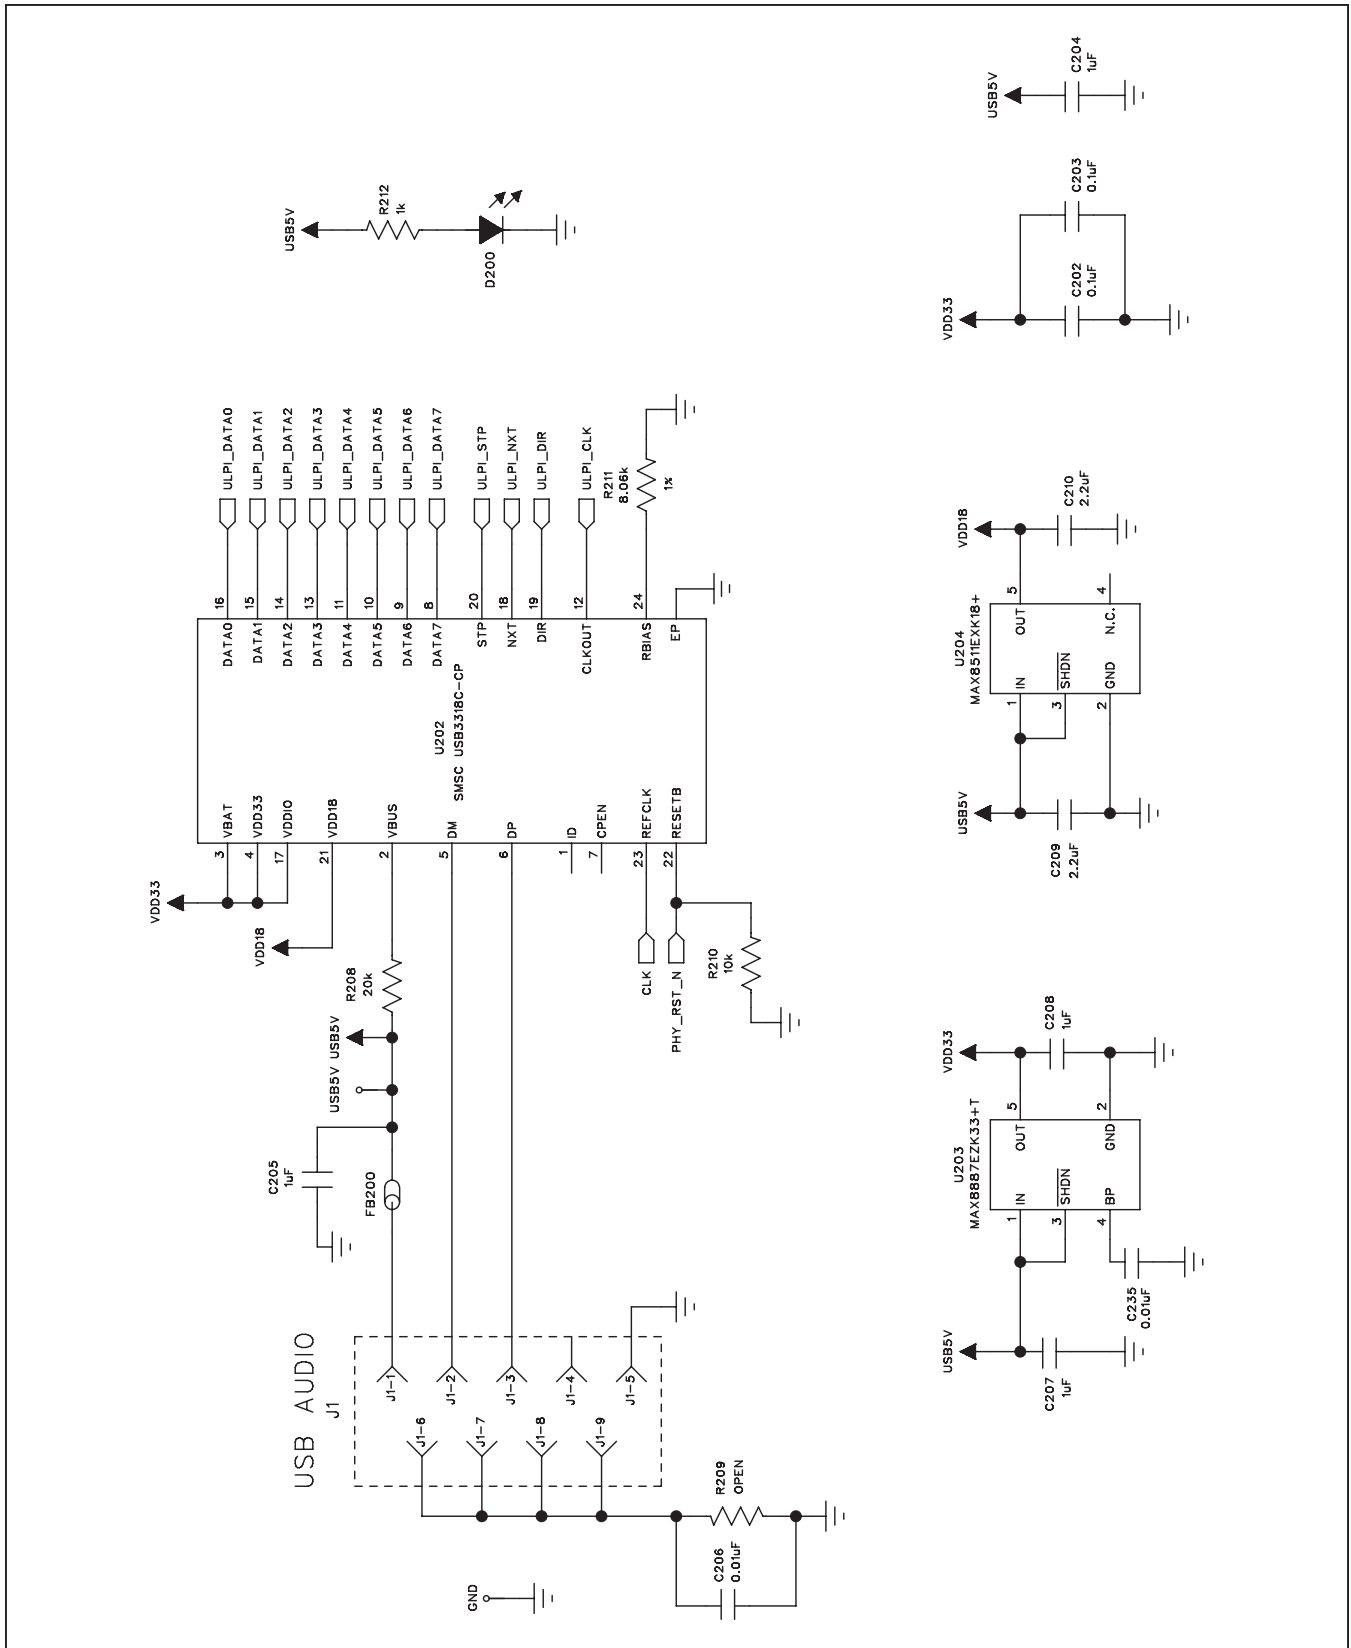 USB AUDIO
J1
J1-1
J1-2
J1-3
J1-4
J1-5
J1-6
J1-7
J1-8
J1-9
GND
C206
0.01uF
R209
OPEN
C205
1uF
FB200
USB5V
USB5V
R208
20k
VDD33
VDD18
3
VBAT
4
VDD33
17
VDDIO
21
VDD18
2
VBUS
5
DM
6
DP
1
ID
7
CPEN
23
REFCLK
22
RESETB
CLK
PHY_RST_N
R210
10k
U202
SMSC USB3318C-CP
DATA0
16
ULPI_DATA0
DATA1
15
ULPI_DATA1
DATA2
14
ULPI_DATA2
DATA3
13
ULPI_DATA3
DATA4
11
ULPI_DATA4
DATA5
10
ULPI_DATA5
DATA6
9
ULPI_DATA6
DATA7
8
ULPI_DATA7
STP
20
ULPI_STP
NXT
18
ULPI_NXT
DIR
19
ULPI_DIR
CLKOUT
12
ULPI_CLK
RBIAS
24
R211
8.06k
1%
EP
USB5V
R212
1k
D200
USB5V
C207
1uF
U203
MAX8887EZK33+T
1
IN
3
SHDN
4
BP
OUT
5
GND
2
C235
0.01uF
VDD33
C208
1uF
USB5V
C209
2.2uF
U204
MAX8511EXK18+
1
IN
3
SHDN
2
GND
OUT
5
N.C.
4
VDD18
C210
2.2uF
VDD33
C202
0.1uF
C203
0.1uF
USB5V
C204
1uF